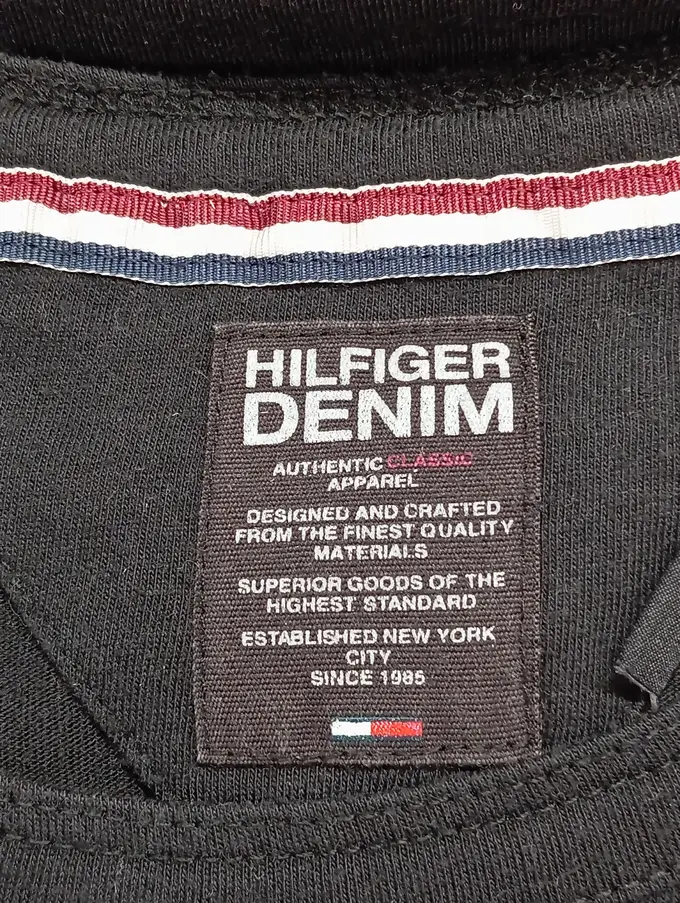 HILFIGER
DENIM
AUTHENTIC CLASSIC
APPAREL
DESIGNED AND CRAFTED
FROM THE FINEST QUALITY
MATERIALS
SUPERIOR GOODS OF THE
HIGHEST STANDARD
ESTABLISHED NEW YORK
CITY
SINCE 1985